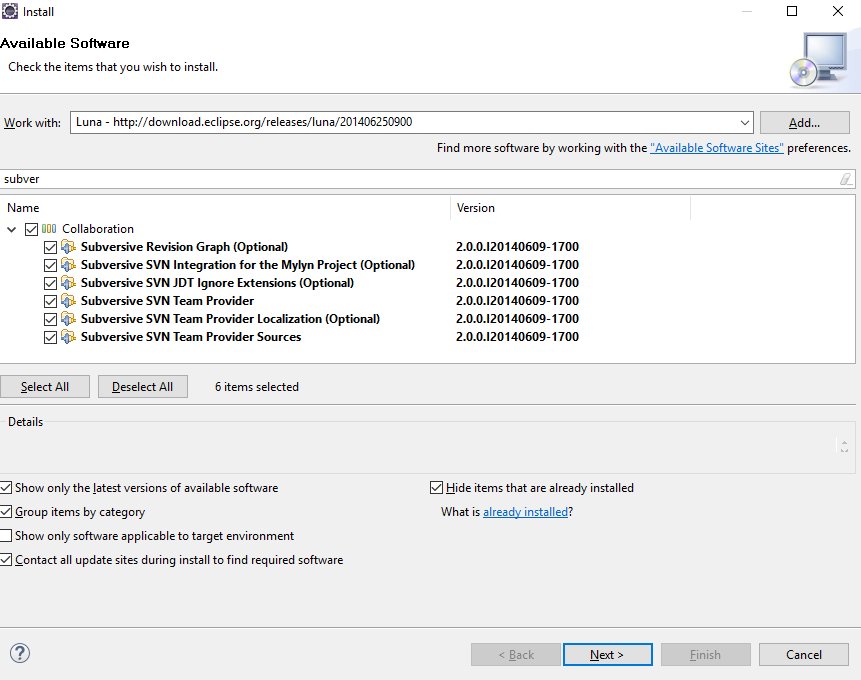 Install
Available Software
Check the items that you wish to install.
Work with: Luna - http://download.eclipse.org/releases/luna/201406250900 Add...
Find more software by working with the "Available Software Sites" preferences.
subver
Name Version
Collaboration
Subversive Revision Graph (Optional) 2.0.0.I20140609-1700
Subversive SVN Integration for the Mylyn Project (Optional) 2.0.0.I20140609-1700
Subversive SVN JDT Ignore Extensions (Optional) 2.0.0.I20140609-1700
Subversive SVN Team Provider 2.0.0.I20140609-1700
Subversive SVN Team Provider Localization (Optional) 2.0.0.I20140609-1700
Subversive SVN Team Provider Sources 2.0.0.I20140609-1700
Select All Deselect All 6 items selected
Details
Show only the latest versions of available software Hide items that are already installed
Group items by category What is already installed?
Show only software applicable to target environment
Contact all update sites during install to find required software
? < Back Next > Finish Cancel